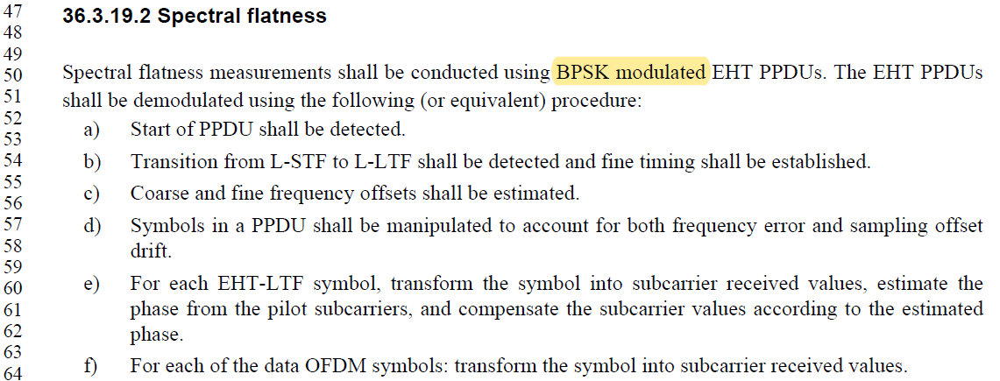 47
48
49
50
51
52
53
54
55
56
57
58
59
60
61
62
63
64
36.3.19.2 Spectral flatness
Spectral flatness measurements shall be conducted using BPSK modulated EHT PPDUs. The EHT PPDUs
shall be demodulated using the following (or equivalent) procedure:
a) Start of PPDU shall be detected.
b) Transition from L-STF to L-LTF shall be detected and fine timing shall be established.
c) Coarse and fine frequency offsets shall be estimated.
d) Symbols in a PPDU shall be manipulated to account for both frequency error and sampling offset
drift.
e) For each EHT-LTF symbol, transform the symbol into subcarrier received values, estimate the
phase from the pilot subcarriers, and compensate the subcarrier values according to the estimated
phase.
f) For each of the data OFDM symbols: transform the symbol into subcarrier received values.